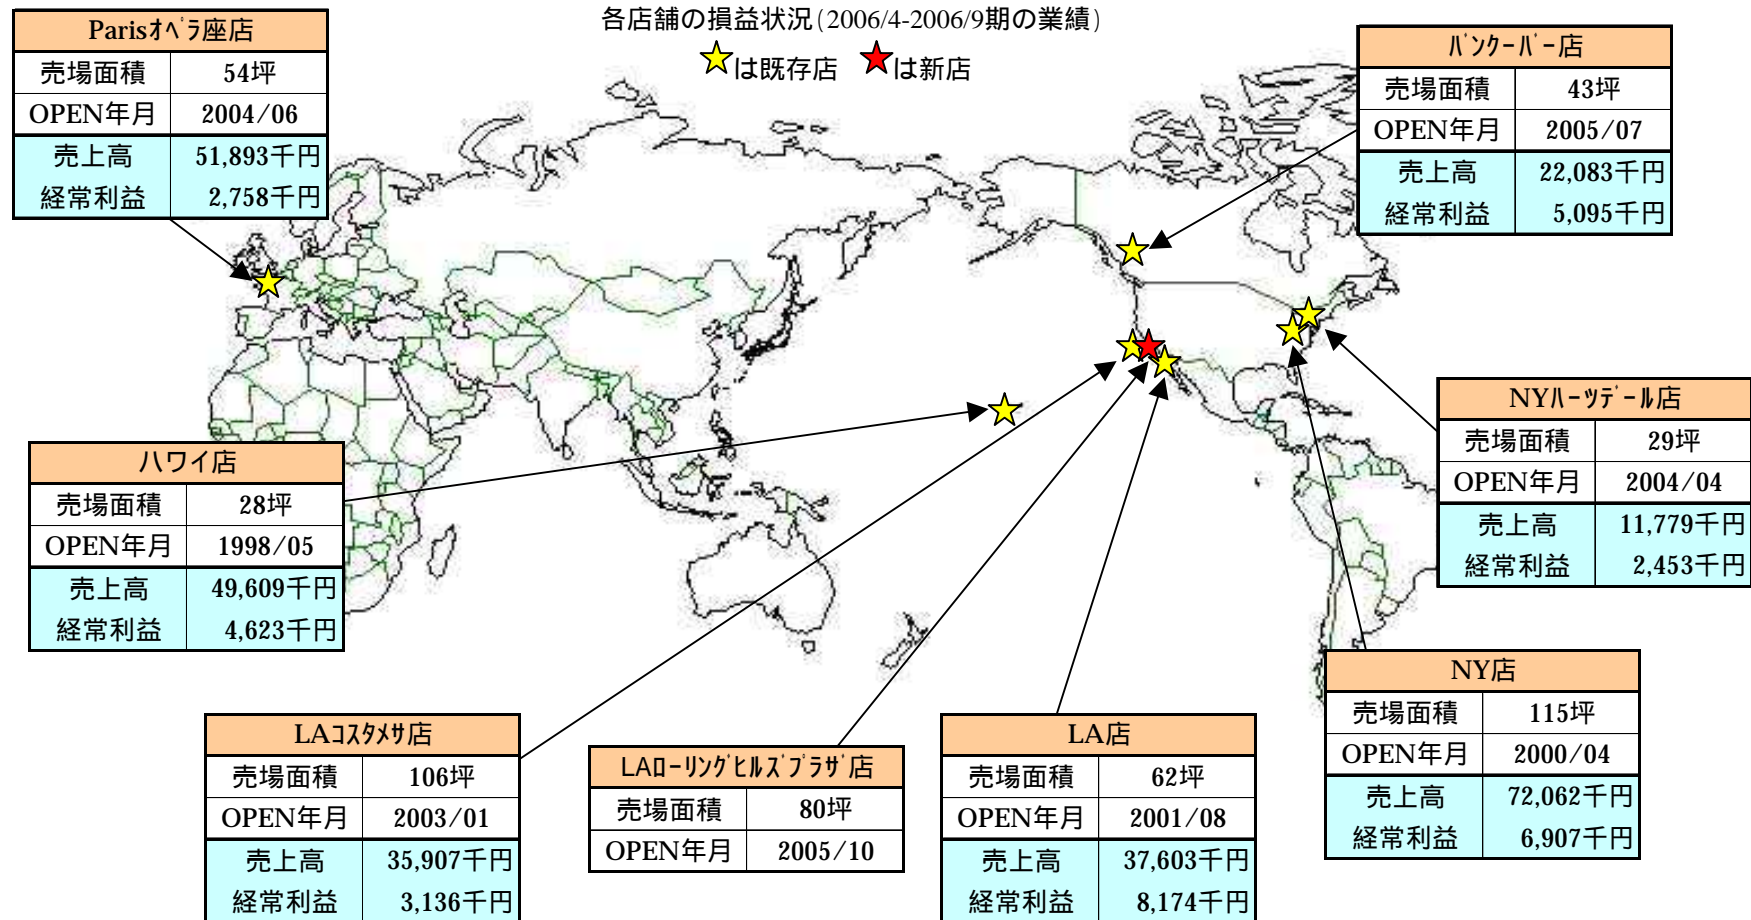 各店舗の損益状況(2006/4-2006/9期の業績)
★は既存店 ★は新店
Parisｵﾍﾟﾗ座店
売場面積 54坪
OPEN年月 2004/06
売上高 51,893千円
経常利益 2,758千円
ﾊﾞﾝｸｰﾊﾞｰ店
売場面積 43坪
OPEN年月 2005/07
売上高 22,083千円
経常利益 5,095千円
ハワイ店
売場面積 28坪
OPEN年月 1998/05
売上高 49,609千円
経常利益 4,623千円
NYﾊｰﾂﾃﾞｰﾙ店
売場面積 29坪
OPEN年月 2004/04
売上高 11,779千円
経常利益 2,453千円
LAｺｽﾀﾒｻ店
売場面積 106坪
OPEN年月 2003/01
売上高 35,907千円
経常利益 3,136千円
LAﾛｰﾘﾝｸﾞﾋﾙｽﾞﾌﾟﾗｻﾞ店
売場面積 80坪
OPEN年月 2005/10
LA店
売場面積 62坪
OPEN年月 2001/08
売上高 37,603千円
経常利益 8,174千円
NY店
売場面積 115坪
OPEN年月 2000/04
売上高 72,062千円
経常利益 6,907千円